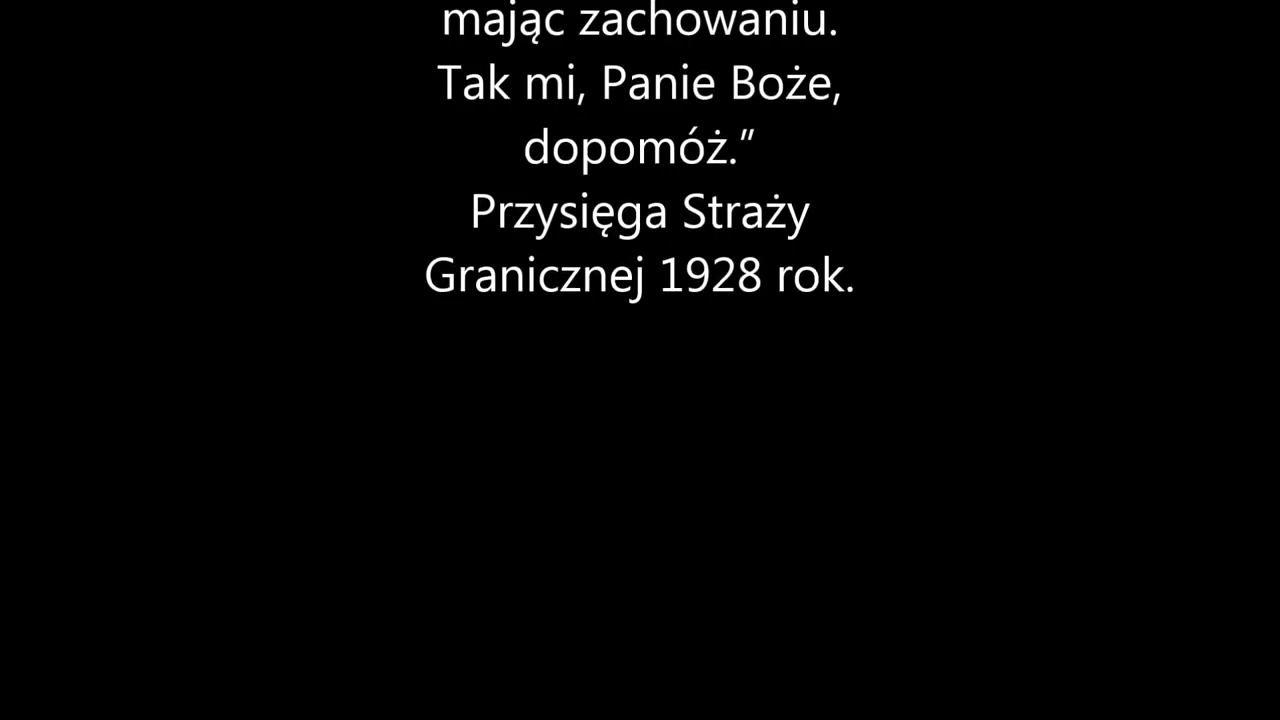 mając zachowaniu.
Tak mi, Panie Boże,
dopomóż.”
Przysięga Straży
Granicznej 1928 rok.